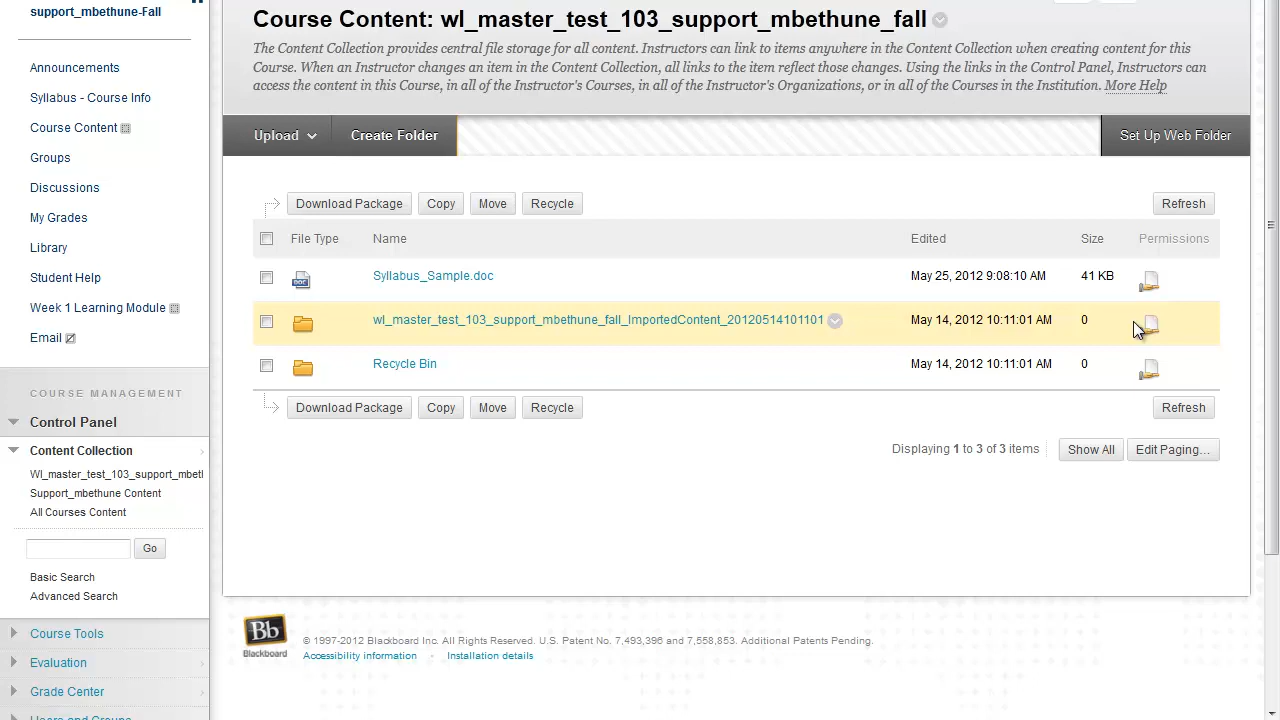 support_mbethune-Fall
Announcements
Syllabus - Course Info
Course Content
Groups
Discussions
My Grades
Library
Student Help
Week 1 Learning Module
Email
COURSE MANAGEMENT
Control Panel
Content Collection
Wl_master_test_103_support_mbetl
Support_mbethune Content
All Courses Content
Go
Basic Search
Advanced Search
Course Tools
Evaluation
Grade Center
Users and Groups
Course Content: wl_master_test_103_support_mbethune_fall
The Content Collection provides central file storage for all content. Instructors can link to items anywhere in the Content Collection when creating content for this
Course. When an Instructor changes an item in the Content Collection, all links to the item reflect those changes. Using the links in the Control Panel, Instructors can
access the content in this Course, in all of the Instructor's Courses, in all of the Instructor's Organizations, or in all of the Courses in the Institution. More Help
Upload Create Folder Set Up Web Folder
Download Package Copy Move Recycle Refresh
File Type Name Edited Size Permissions
DOC Syllabus_Sample.doc May 25, 2012 9:08:10 AM 41 KB
wl_master_test_103_support_mbethune_fall_ImportedContent_20120514101101 May 14, 2012 10:11:01 AM 0
Recycle Bin May 14, 2012 10:11:01 AM 0
Download Package Copy Move Recycle Refresh
Displaying 1 to 3 of 3 items Show All Edit Paging...
Bb
Blackboard
© 1997-2012 Blackboard Inc. All Rights Reserved. U.S. Patent No. 7,493,396 and 7,558,853. Additional Patents Pending.
Accessibility information Installation details